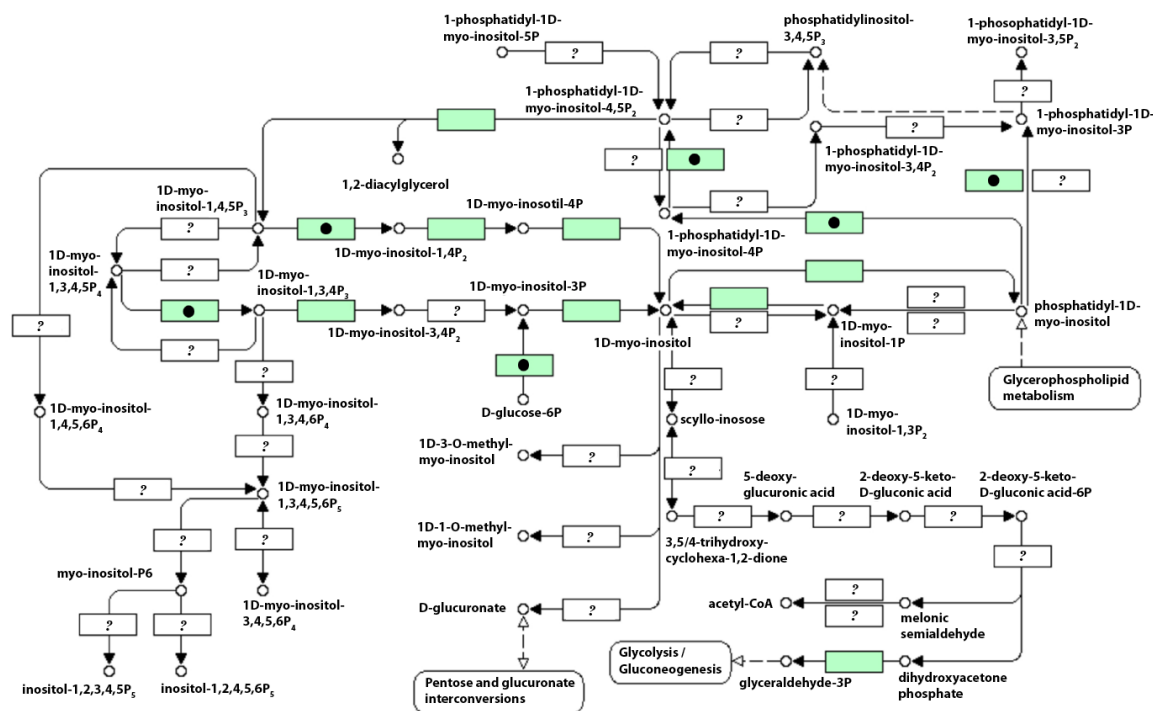 1-phosphatidyl-1D-
myo-inositol-5P
phosphatidylinositol-
3,4,5P3
1-phosophatidyl-1D-
myo-inositol-3,5P2
?
?
?
1-phosphatidyl-1D-
myo-inositol-4,5P2
?
?
1-phosphatidyl-1D-
myo-inositol-3P
1,2-diacylglycerol
?
1-phosphatidyl-1D-
myo-inositol-3,4P2
?
?
1D-myo-
inositol-1,4,5P3
?
1D-myo-inosotil-4P
1D-myo-inositol-1,4P2
1-phosphatidyl-1D-
myo-inositol-4P
1D-myo-
inositol-
1,3,4,5P4
?
1D-myo-
inositol-1,3,4P3
1D-myo-inositol-3P
?
?
1D-myo-inositol-3,4P2
?
?
1D-myo-inositol
?
1D-myo-
inositol-1P
?
?
phosphatidyl-1D-
myo-inositol
?
D-glucose-6P
?
?
Glycerophospholipid
metabolism
1D-myo-inositol-
1,4,5,6P4
1D-myo-inositol-
1,3,4,6P4
scyllo-inosose
1D-myo-
inositol-1,3P2
?
1D-3-O-methyl-
myo-inositol
?
?
?
1D-myo-inositol-
1,3,4,5,6P5
5-deoxy-
glucuronic acid
2-deoxy-5-keto-
D-gluconic acid
2-deoxy-5-keto-
D-gluconic acid-6P
?
?
?
1D-1-O-methyl-
myo-inositol
?
3,5/4-trihydroxy-
cyclohexa-1,2-dione
?
?
?
myo-inositol-P6
1D-myo-inositol-
3,4,5,6P4
?
?
D-glucuronate
?
acetyl-CoA
?
?
melonic
semialdehyde
inositol-1,2,3,4,5P5
inositol-1,2,4,5,6P5
Pentose and glucuronate
interconversions
Glycolysis /
Gluconeogenesis
glyceraldehyde-3P
dihydroxyacetone
phosphate